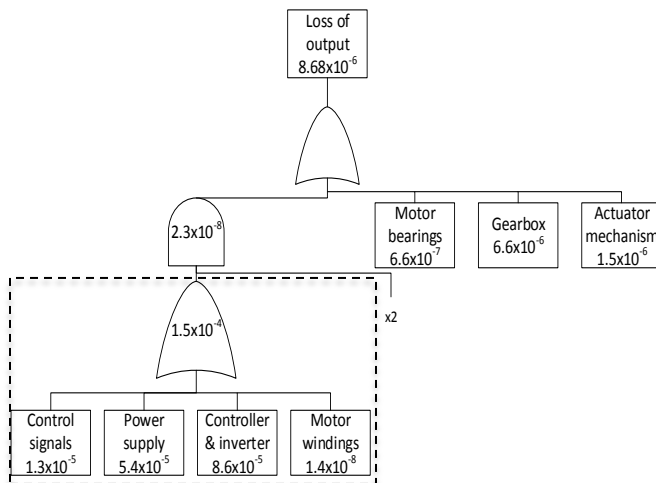 Loss of
output
8.68x10⁻⁶
2.3x10⁻⁸
Motor
bearings
6.6x10⁻⁷
Gearbox
6.6x10⁻⁶
Actuator
mechanism
1.5x10⁻⁶
1.5x10⁻⁴
x2
Control
signals
1.3x10⁻⁵
Power
supply
5.4x10⁻⁵
Controller
& inverter
8.6x10⁻⁵
Motor
windings
1.4x10⁻⁸